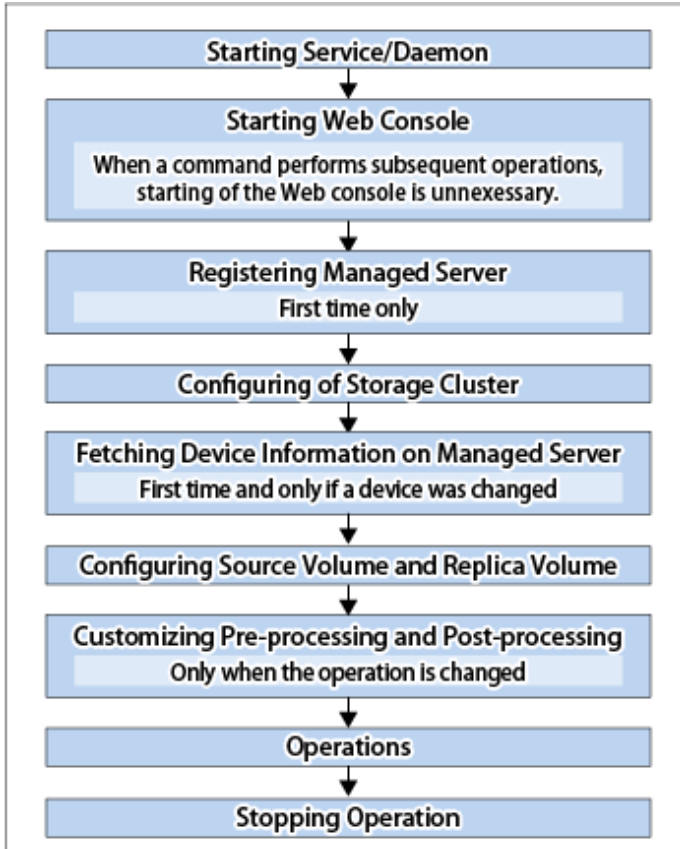 Starting Service/Daemon
Starting Web Console
When a command performs subsequent operations,
starting of the Web console is unnexessary.
Registering Managed Server
First time only
Configuring of Storage Cluster
Fetching Device Information on Managed Server
First time and only if a device was changed
Configuring Source Volume and Replica Volume
Customizing Pre-processing and Post-processing
Only when the operation is changed
Operations
Stopping Operation